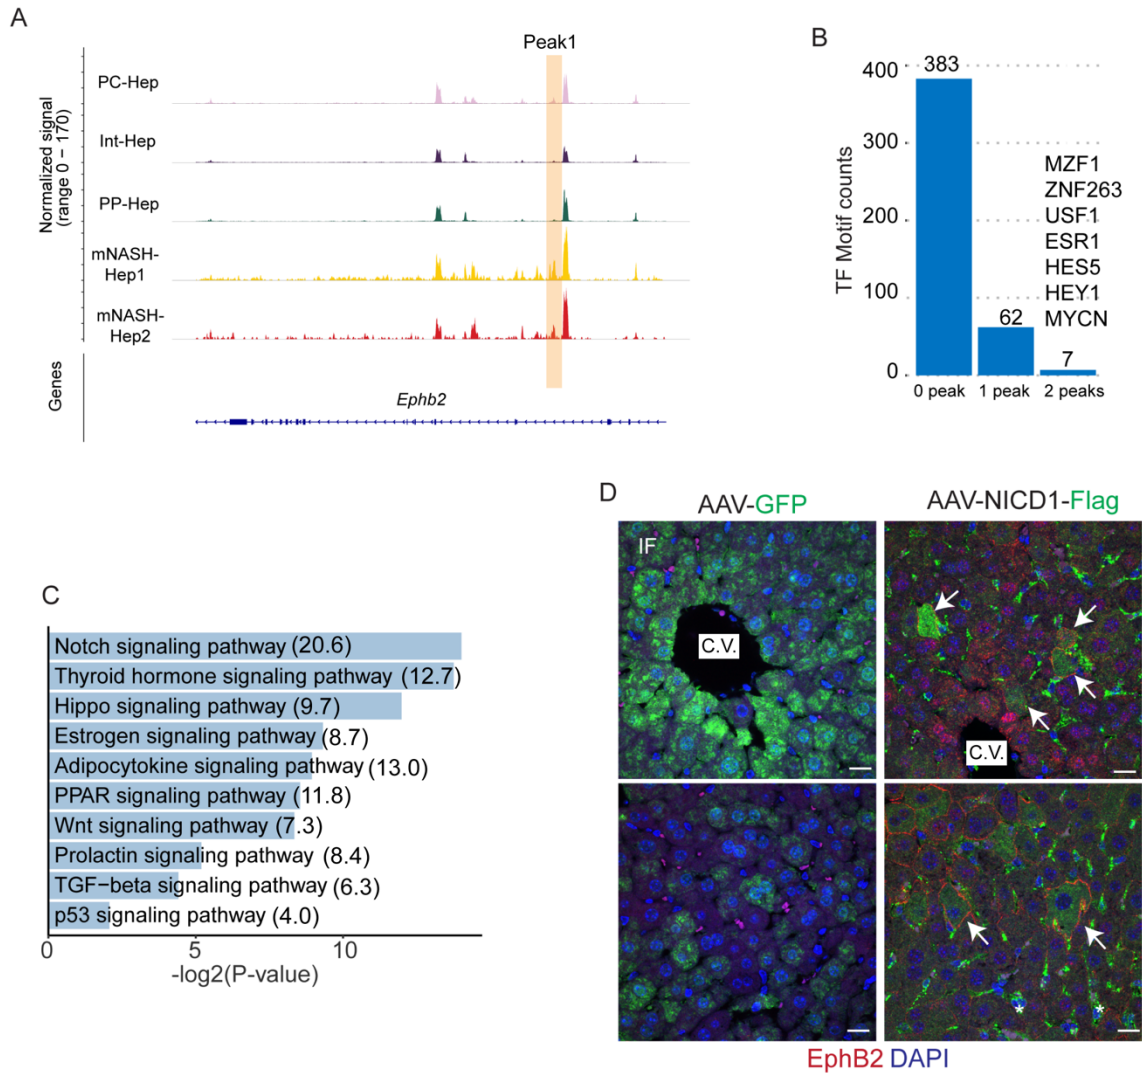 A
Peak1
Normalized signal
(range 0 – 170)
PC-Hep
Int-Hep
PP-Hep
mNASH-
Hep1
mNASH-
Hep2
Genes
Ephb2
B
TF Motif counts
400
300
200
100
0
383
62
7
MZF1
ZNF263
USF1
ESR1
HES5
HEY1
MYCN
0 peak
1 peak
2 peaks
C
Notch signaling pathway (20.6)
Thyroid hormone signaling pathway (12.7)
Hippo signaling pathway (9.7)
Estrogen signaling pathway (8.7)
Adipocytokine signaling pathway (13.0)
PPAR signaling pathway (11.8)
Wnt signaling pathway (7.3)
Prolactin signaling pathway (8.4)
TGF−beta signaling pathway (6.3)
p53 signaling pathway (4.0)
0 5 10
-log2(P-value)
D
AAV-GFP
AAV-NICD1-Flag
IF
C.V.
C.V.
* *
EphB2 DAPI